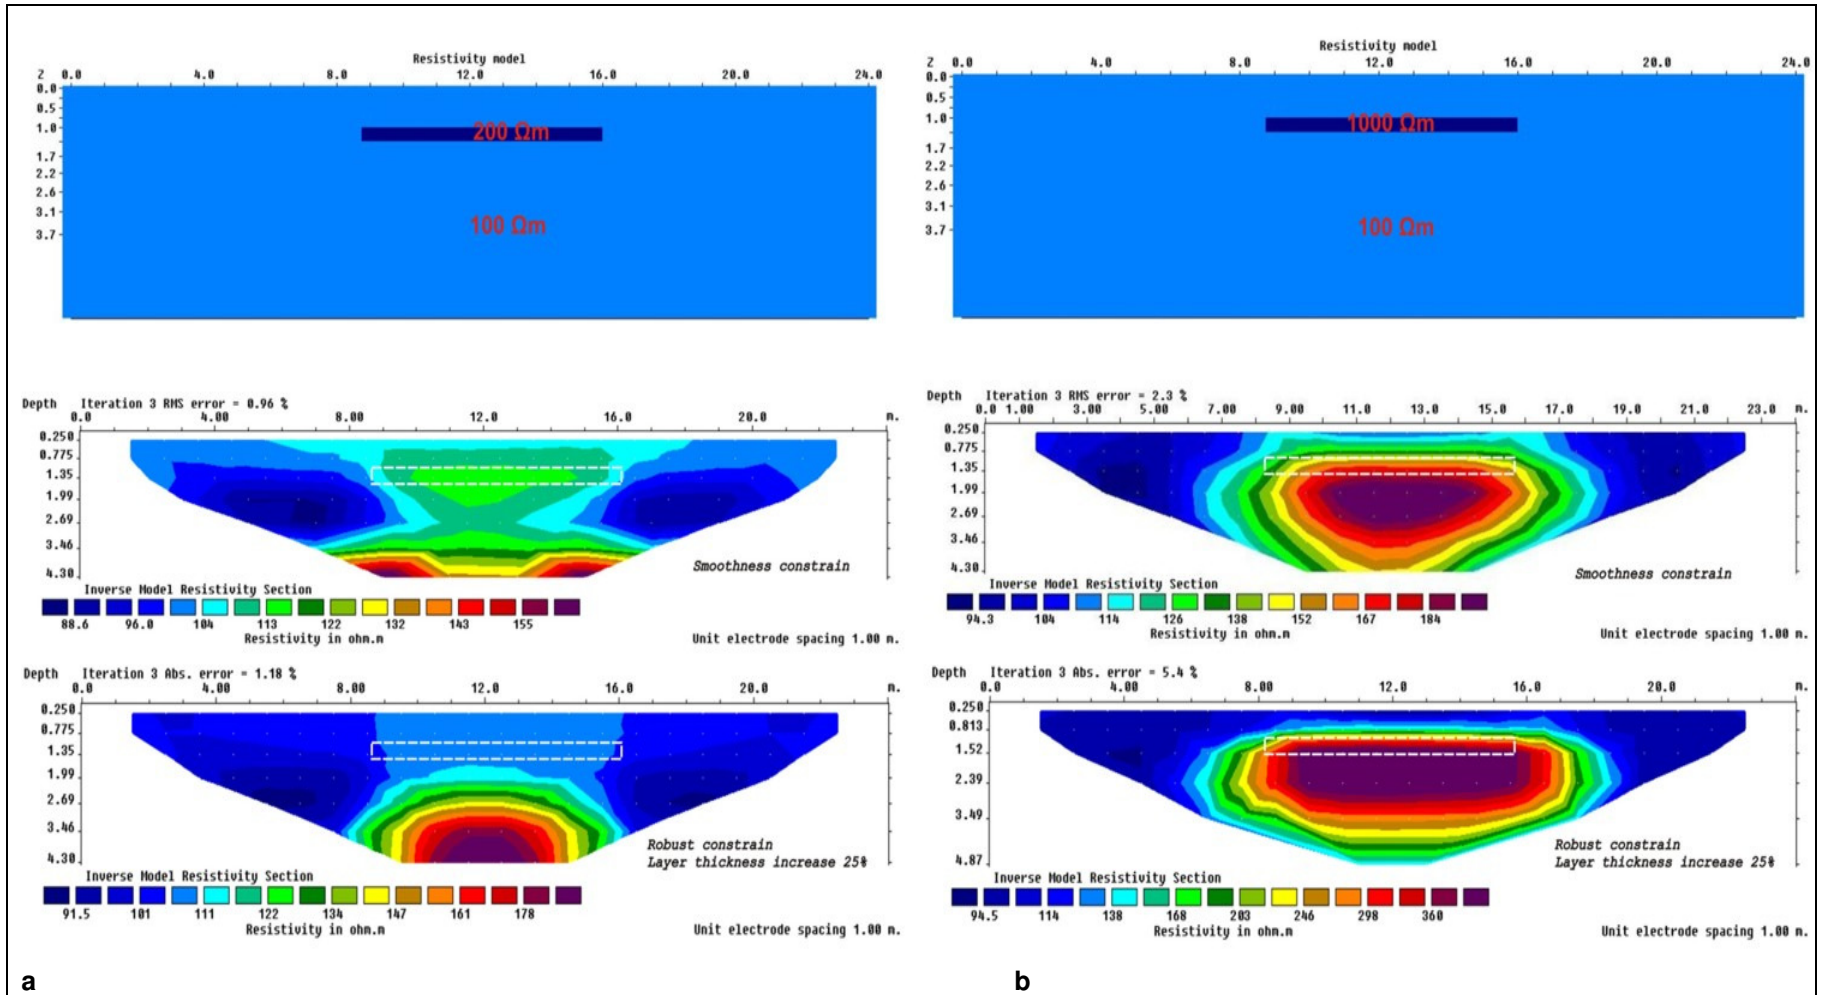 Resistivity model
Z 0.0 4.0 8.0 12.0 16.0 20.0 24.0
0.0
0.5
1.0
1.7
2.2
2.6
3.1
3.7
200 Ωm
100 Ωm
Depth Iteration 3 RMS error = 0.96 %
0.0 4.00 8.00 12.0 16.0 20.0 m.
0.250
0.775
1.35
1.99
2.69
3.46
4.30
Smoothness constrain
Inverse Model Resistivity Section
88.6 96.0 104 113 122 132 143 155
Resistivity in ohm.m
Unit electrode spacing 1.00 m.
Depth Iteration 3 Abs. error = 1.18 %
0.0 4.00 8.00 12.0 16.0 20.0 m.
0.250
0.775
1.35
1.99
2.69
3.46
4.30
Robust constrain
Layer thickness increase 25%
Inverse Model Resistivity Section
91.5 101 111 122 134 147 161 178
Resistivity in ohm.m
Unit electrode spacing 1.00 m.
a
Resistivity model
Z 0.0 4.0 8.0 12.0 16.0 20.0 24.0
0.0
0.5
1.0
1.7
2.2
2.6
3.1
3.7
1000 Ωm
100 Ωm
Depth Iteration 3 RMS error = 2.3 %
0.0 1.00 3.00 5.00 7.00 9.00 11.0 13.0 15.0 17.0 19.0 21.0 23.0 m.
0.250
0.775
1.35
1.99
2.69
3.46
4.30
Smoothness constrain
Inverse Model Resistivity Section
94.3 104 114 126 138 152 167 184
Resistivity in ohm.m
Unit electrode spacing 1.00 m.
Depth Iteration 3 Abs. error = 5.4 %
0.0 4.00 8.00 12.0 16.0 20.0 m.
0.250
0.813
1.52
2.39
3.49
4.87
Robust constrain
Layer thickness increase 25%
Inverse Model Resistivity Section
94.5 114 138 168 203 246 298 360
Resistivity in ohm.m
Unit electrode spacing 1.00 m.
b